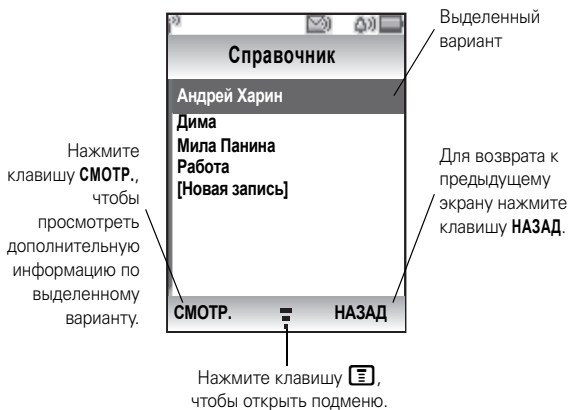 Выделенный
вариант
Справочник
Андрей Харин
Дима
Мила Панина
Работа
[Новая запись]
Нажмите
клавишу СМОТР.,
чтобы
просмотреть
дополнительную
информацию по
выделенному
варианту.
Для возврата к
предыдущему
экрану нажмите
клавишу НАЗАД.
СМОТР.
НАЗАД
Нажмите клавишу ,
чтобы открыть подменю.